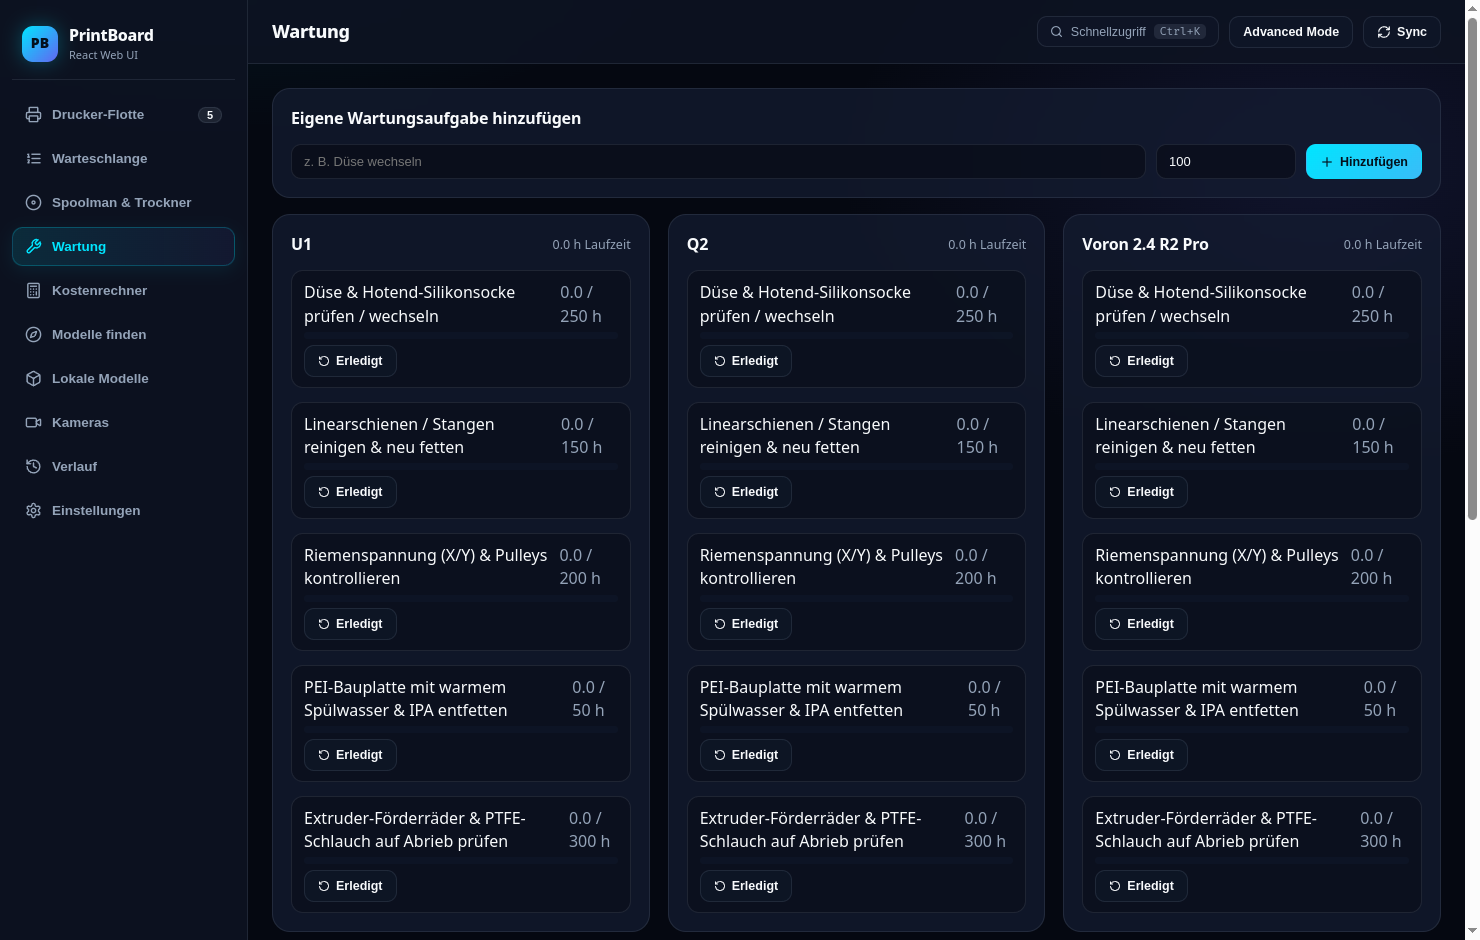 PB
PrintBoard
React Web UI
Drucker-Flotte 5
Warteschlange
Spoolman & Trockner
Wartung
Kostenrechner
Modelle finden
Lokale Modelle
Kameras
Verlauf
Einstellungen
Wartung
Schnellzugriff Ctrl+K
Advanced Mode
Sync
Eigene Wartungsaufgabe hinzufügen
z. B. Düse wechseln
100
Hinzufügen
U1 0.0 h Laufzeit
Düse & Hotend-Silikonsocke 0.0 /
prüfen / wechseln 250 h
Erledigt
Linearschienen / Stangen 0.0 /
reinigen & neu fetten 150 h
Erledigt
Riemenspannung (X/Y) & Pulleys 0.0 /
kontrollieren 200 h
Erledigt
PEI-Bauplatte mit warmem 0.0 /
Spülwasser & IPA entfetten 50 h
Erledigt
Extruder-Förderräder & PTFE- 0.0 /
Schlauch auf Abrieb prüfen 300 h
Erledigt
Q2 0.0 h Laufzeit
Düse & Hotend-Silikonsocke 0.0 /
prüfen / wechseln 250 h
Erledigt
Linearschienen / Stangen 0.0 /
reinigen & neu fetten 150 h
Erledigt
Riemenspannung (X/Y) & Pulleys 0.0 /
kontrollieren 200 h
Erledigt
PEI-Bauplatte mit warmem 0.0 /
Spülwasser & IPA entfetten 50 h
Erledigt
Extruder-Förderräder & PTFE- 0.0 /
Schlauch auf Abrieb prüfen 300 h
Erledigt
Voron 2.4 R2 Pro 0.0 h Laufzeit
Düse & Hotend-Silikonsocke 0.0 /
prüfen / wechseln 250 h
Erledigt
Linearschienen / Stangen 0.0 /
reinigen & neu fetten 150 h
Erledigt
Riemenspannung (X/Y) & Pulleys 0.0 /
kontrollieren 200 h
Erledigt
PEI-Bauplatte mit warmem 0.0 /
Spülwasser & IPA entfetten 50 h
Erledigt
Extruder-Förderräder & PTFE- 0.0 /
Schlauch auf Abrieb prüfen 300 h
Erledigt